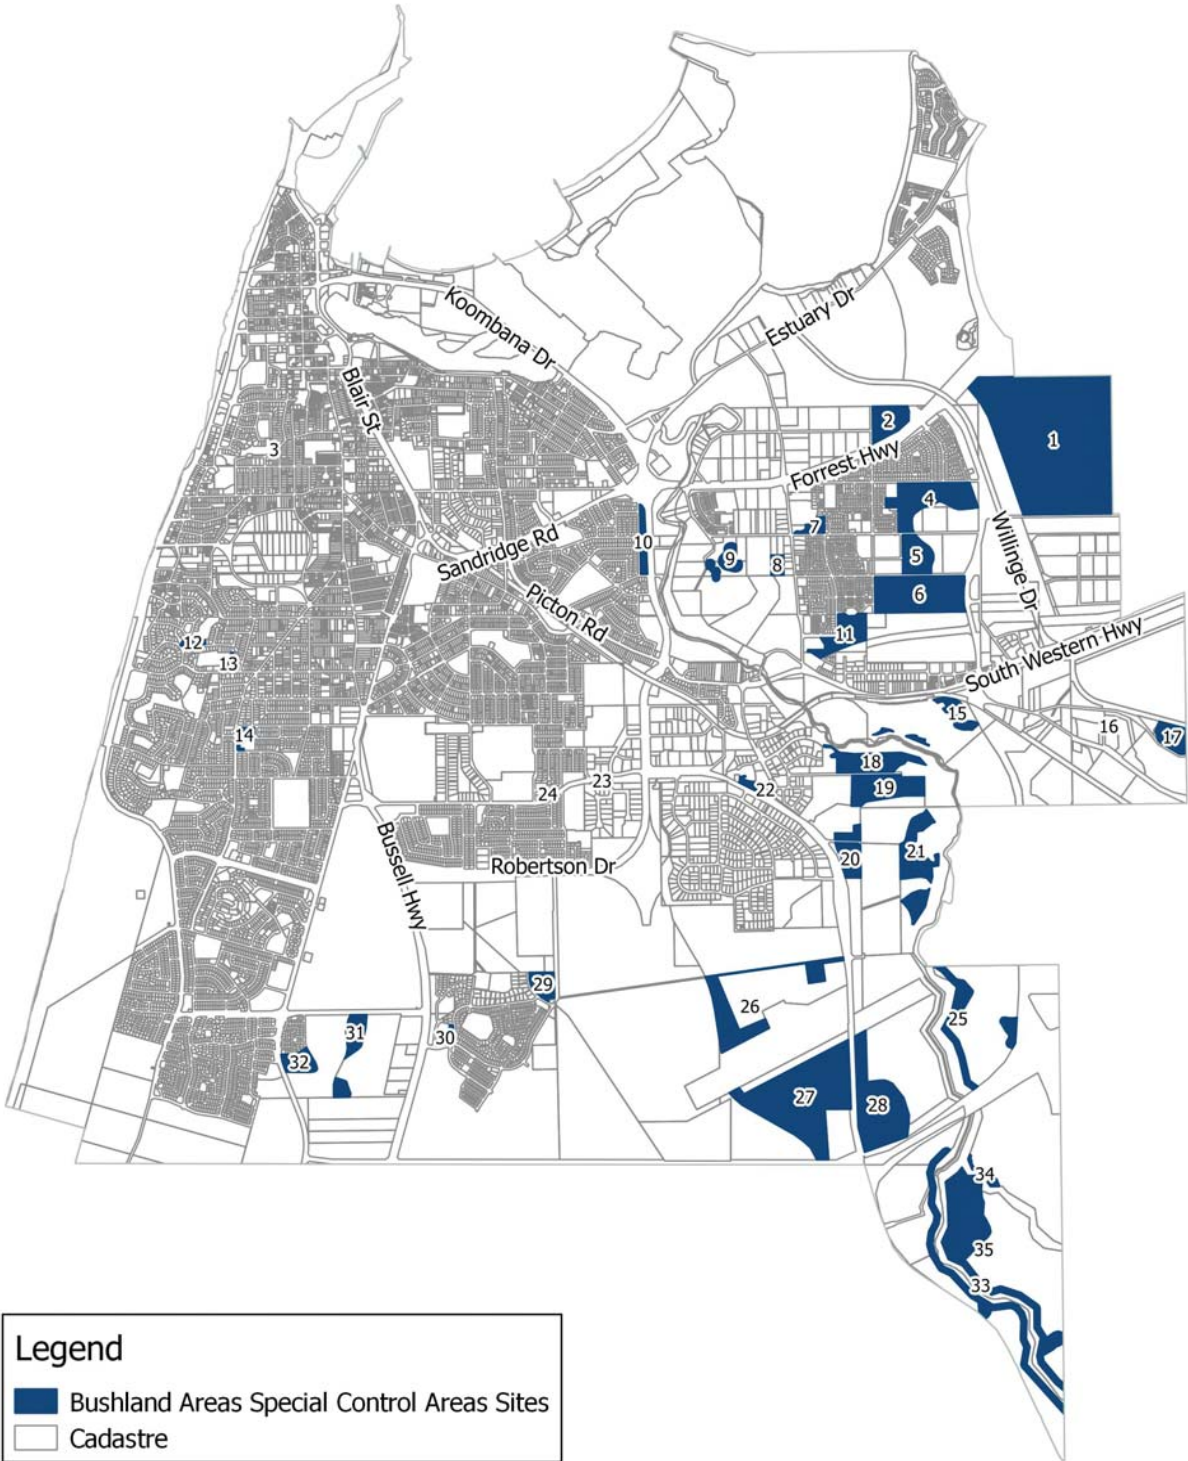 Koombana Dr
Estuary Dr
Blair St
1
2
3
Forrest Hwy
4
7
Willinge Dr
10
Sandridge Rd
5
9
8
6
Picton Rd
11
12
South Western Hwy
13
15
16
14
17
18
23
22
19
24
Bussell Hwy
20
21
Robertson Dr
29
26
25
31
30
32
27
28
34
35
33
Legend
Bushland Areas Special Control Areas Sites
Cadastre